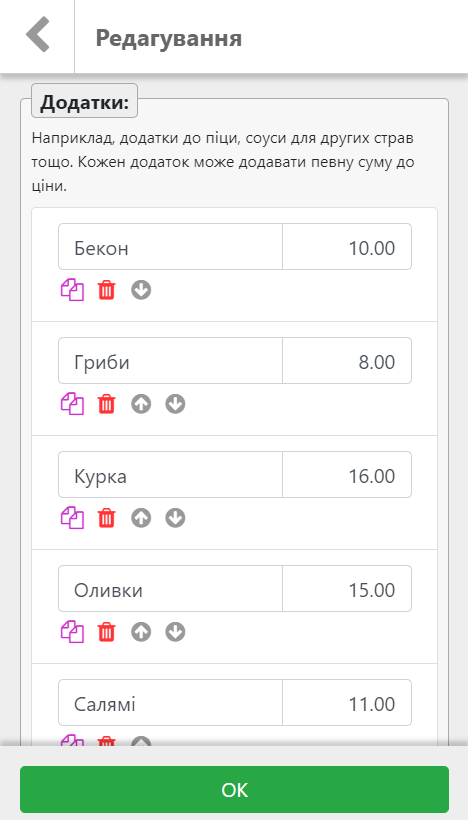 Редагування
Додатки:
Наприклад, додатки до піци, соуси для других страв
тощо. Кожен додаток може додавати певну суму до
ціни.
Бекон 10.00
Гриби 8.00
Курка 16.00
Оливки 15.00
Салямі 11.00
ОК